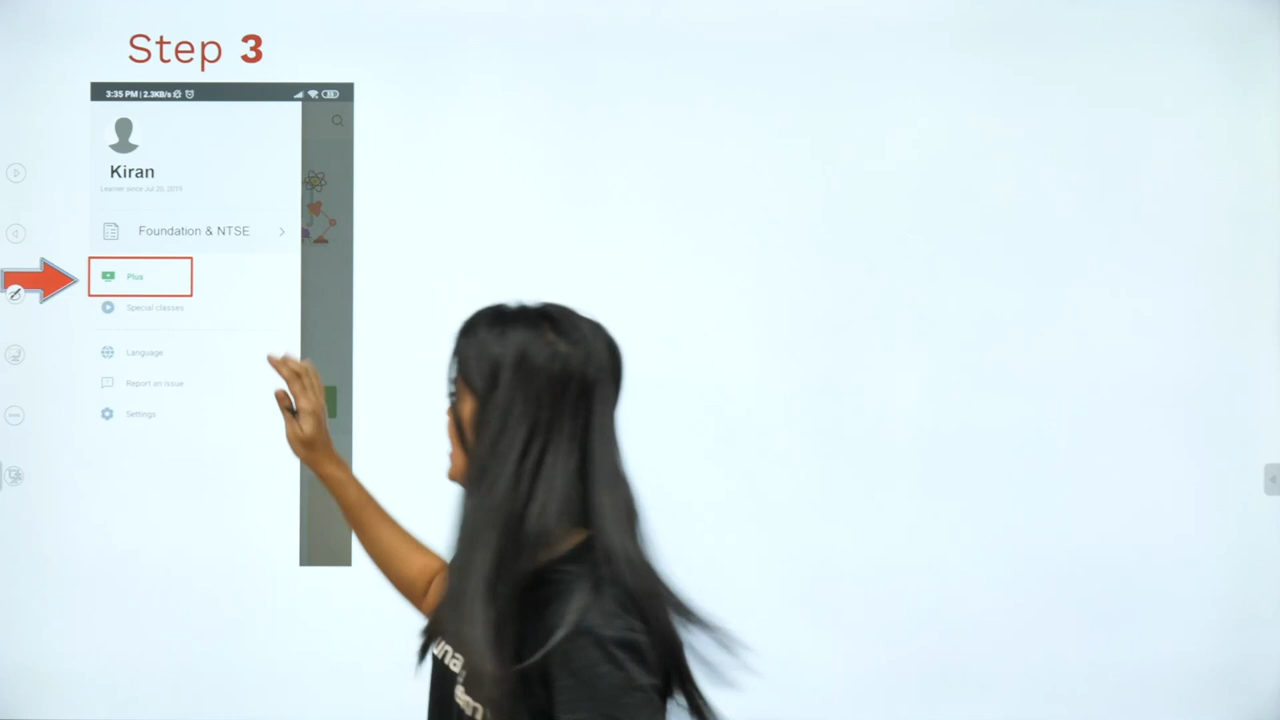 Step 3
3:35 PM | 2.3KB/s
Kiran
Learner since Jul 20, 2019
Foundation & NTSE
Plus
Special classes
Language
Report an issue
Settings
una